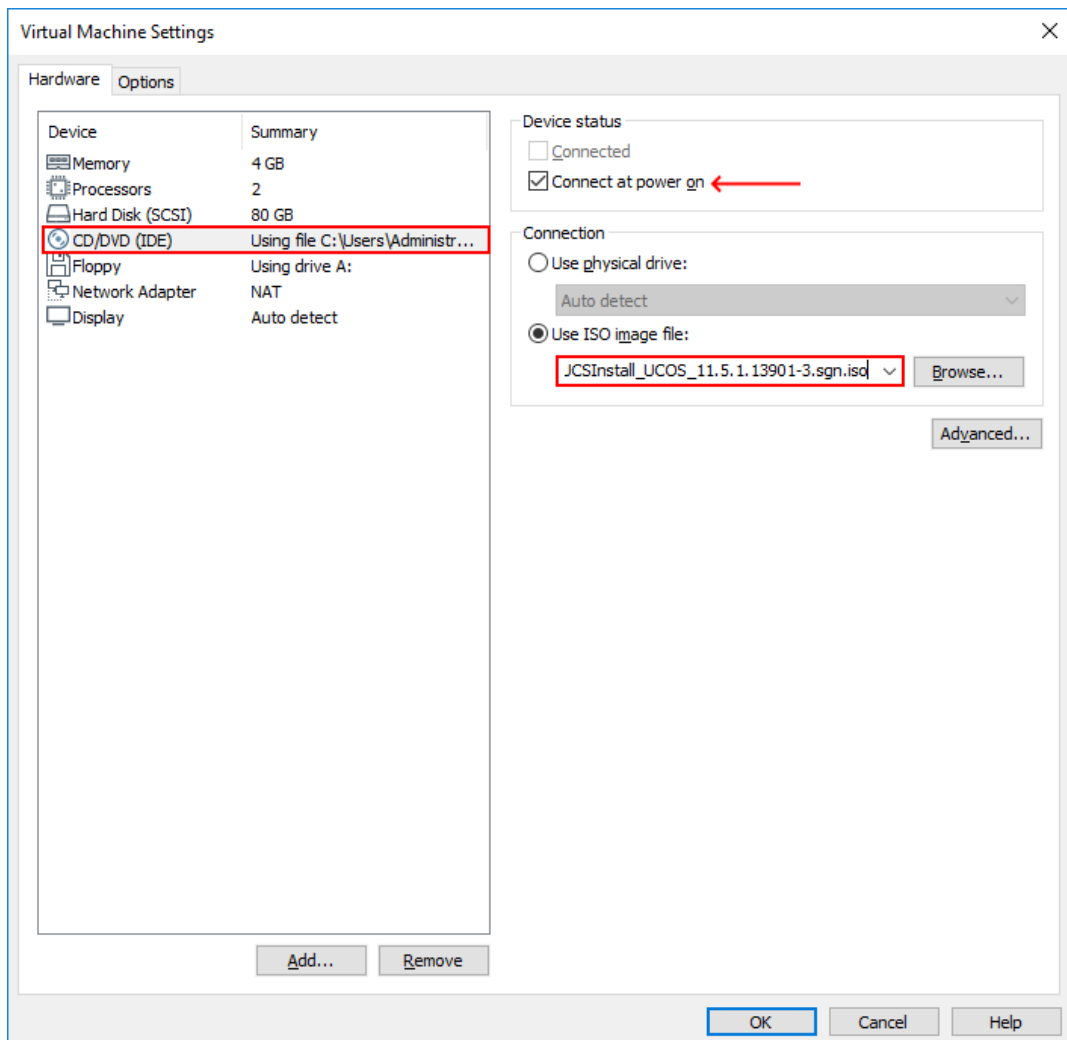 Virtual Machine Settings
Hardware Options
Device Summary
Memory 4 GB
Processors 2
Hard Disk (SCSI) 80 GB
CD/DVD (IDE) Using file C:\Users\Administr...
Floppy Using drive A:
Network Adapter NAT
Display Auto detect
Add... Remove
Device status
Connected
Connect at power on
Connection
Use physical drive:
Auto detect
Use ISO image file:
JCSInstall_UCOS_11.5.1.13901-3.sgn.iso Browse...
Advanced...
OK Cancel Help